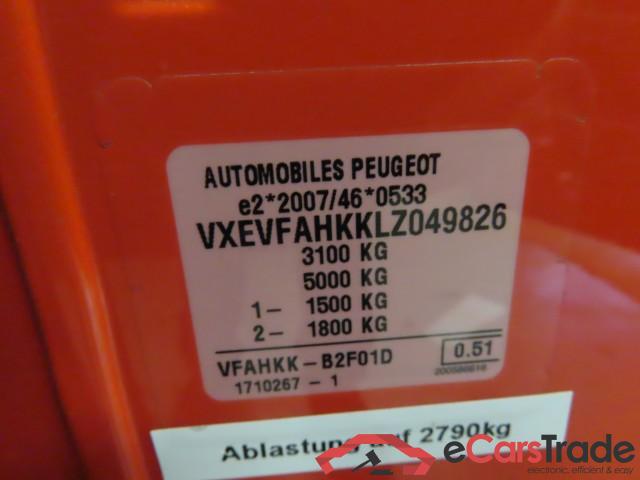 AUTOMOBILES PEUGEOT
e2*2007/46*0533
VXEVFAHKKLZ049826
3100 KG
5000 KG
1- 1500 KG
2- 1800 KG
VFAHKK-B2F01D 0.51
1710267-1
Ablastung auf 2790kg
eCarsTrade
electronic, efficient & easy